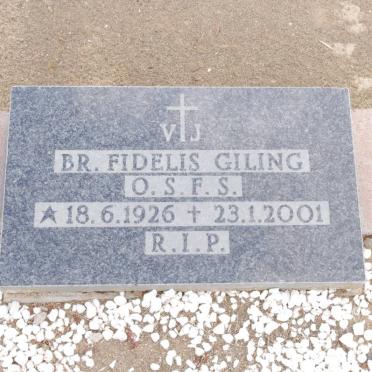 V J
BR. FIDELIS GILING
O.S.F.S.
★ 18.6.1926 ✝ 23.1.2001
R.I.P.